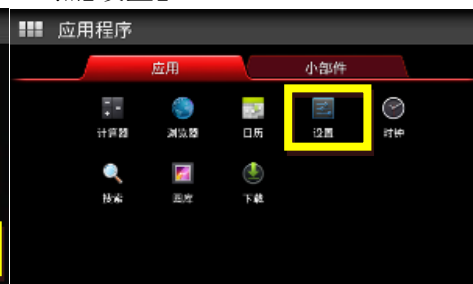 应用程序
应用 小部件
计算器 浏览器 日历 设置 时钟
搜索 图库 下载